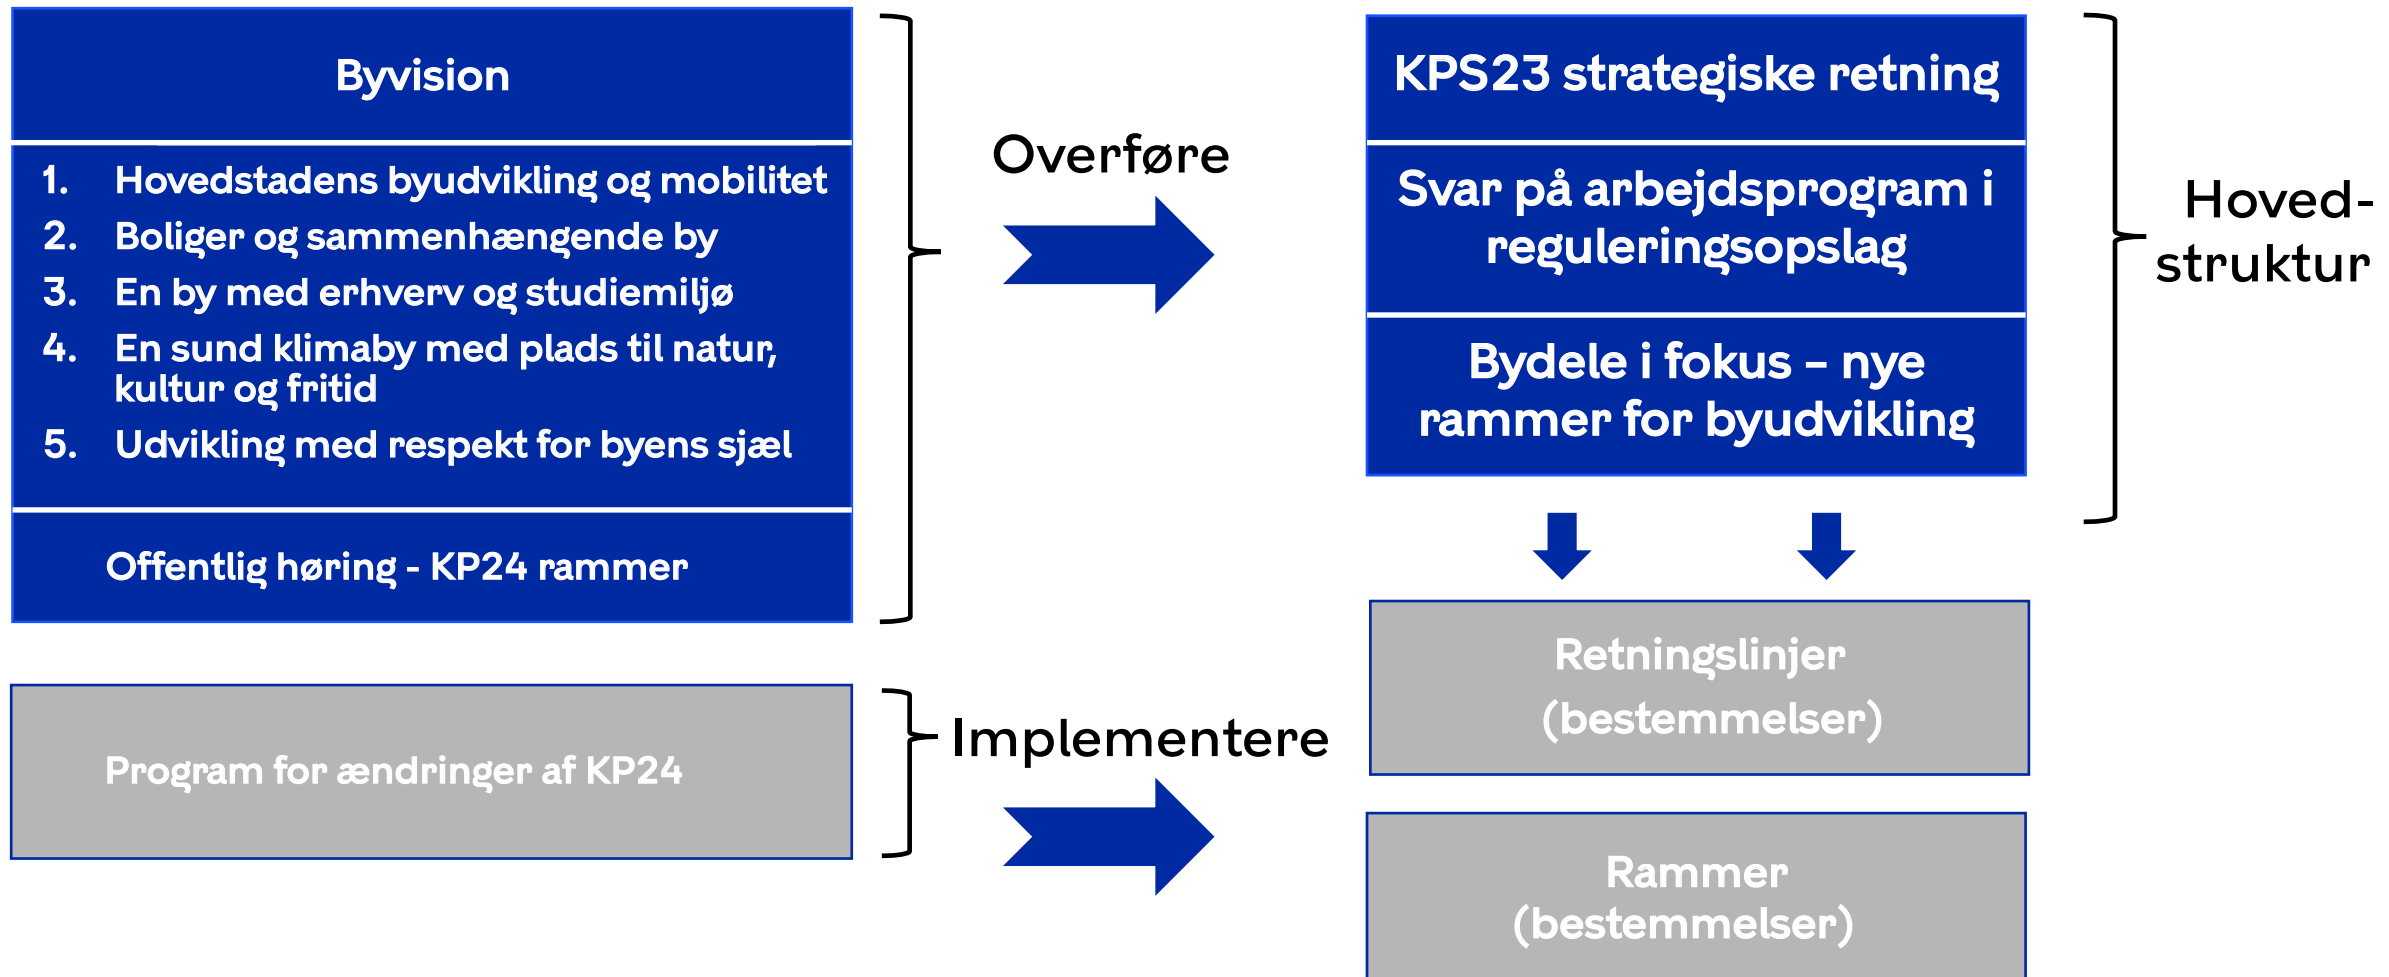 Byvision
1. Hovedstadens byudvikling og mobilitet
2. Boliger og sammenhængende by
3. En by med erhverv og studiemiljø
4. En sund klimaby med plads til natur,
kultur og fritid
5. Udvikling med respekt for byens sjæl
Offentlig høring - KP24 rammer
Program for ændringer af KP24
Overføre
Implementere
KPS23 strategiske retning
Svar på arbejdsprogram i
reguleringsopslag
Bydele i fokus – nye
rammer for byudvikling
Retningslinjer
(bestemmelser)
Rammer
(bestemmelser)
Hoved-
struktur